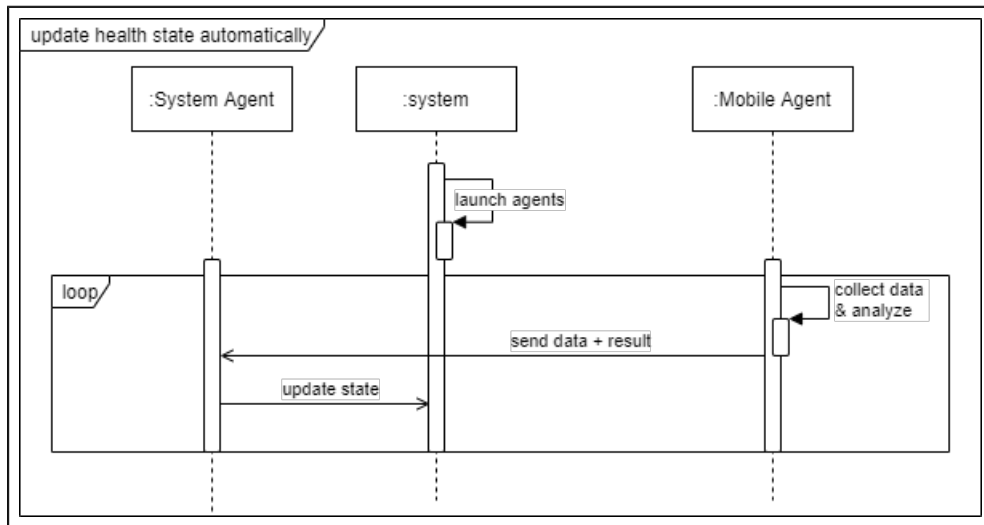 update health state automatically
:System Agent
:system
:Mobile Agent
launch agents
loop
collect data
& analyze
send data + result
update state